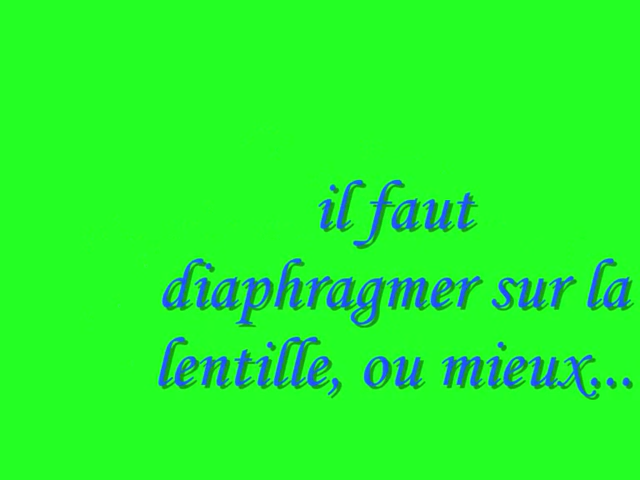 il faut
diaphragmer sur la
lentille, ou mieux...